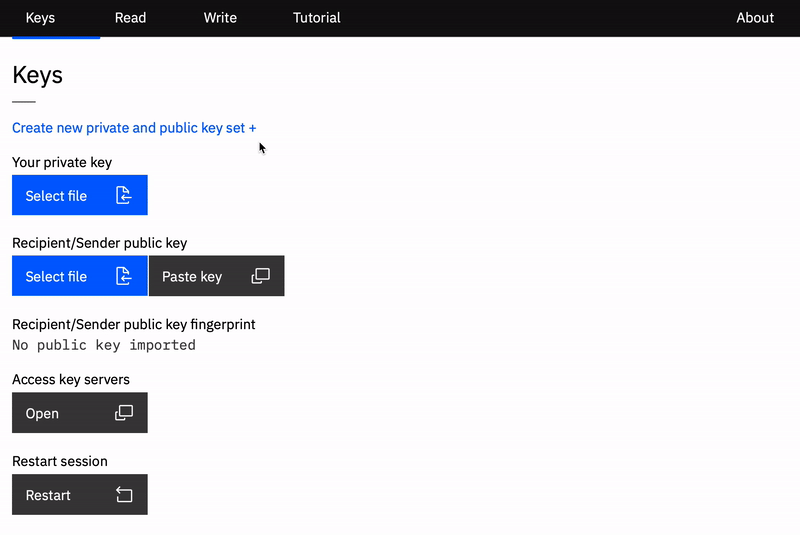 Keys Read Write Tutorial About
Keys
Create new private and public key set +
Your private key
Select file
Recipient/Sender public key
Select file Paste key
Recipient/Sender public key fingerprint
No public key imported
Access key servers
Open
Restart session
Restart